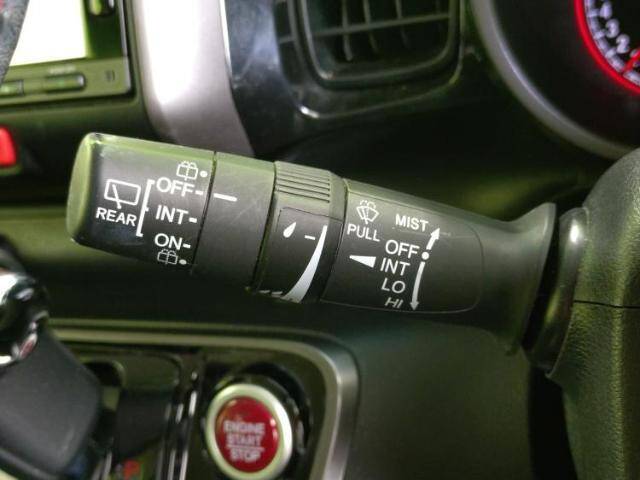 REAR
OFF
INT
ON
PULL
MIST
OFF
INT
LO
HI
ENGINE
START
STOP